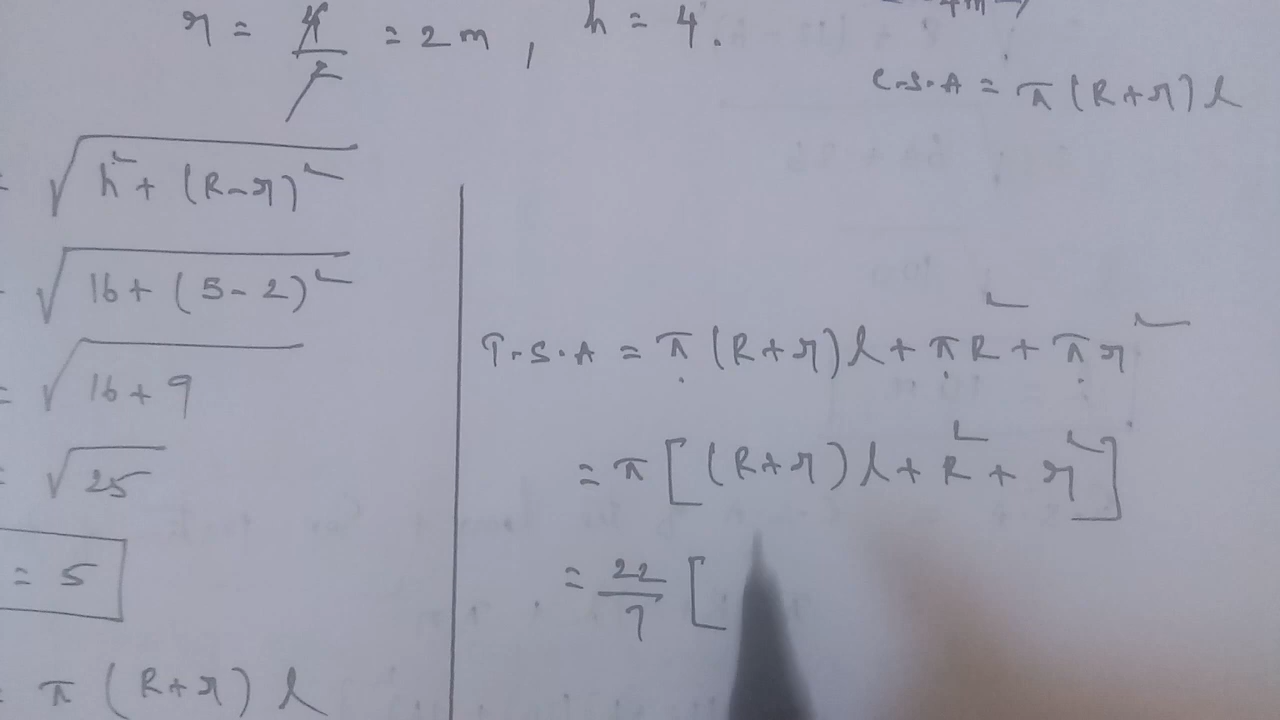 r = 4/2 = 2 m, h = 4.
C.S.A = π (R+r) l
= √h² + (R-r)²
= √16 + (5-2)²
= √16 + 9
= √25
= 5
= π (R+r) l
T.S.A = π (R+r) l + πR² + πr²
= π [(R+r) l + R² + r²]
= 22/7 [